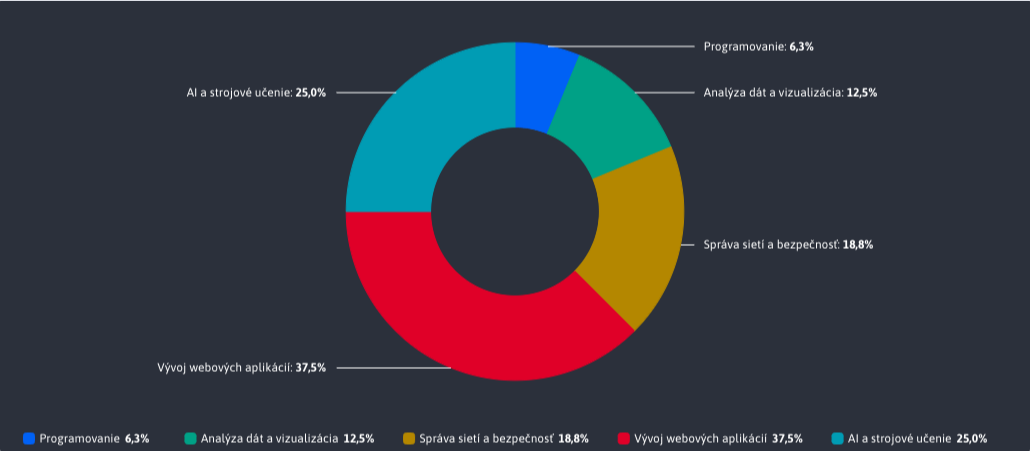 Programovanie: 6,3%
AI a strojové učenie: 25,0%
Analýza dát a vizualizácia: 12,5%
Správa sietí a bezpečnosť: 18,8%
Vývoj webových aplikácií: 37,5%
Programovanie 6,3%
Analýza dát a vizualizácia 12,5%
Správa sietí a bezpečnosť 18,8%
Vývoj webových aplikácií 37,5%
AI a strojové učenie 25,0%